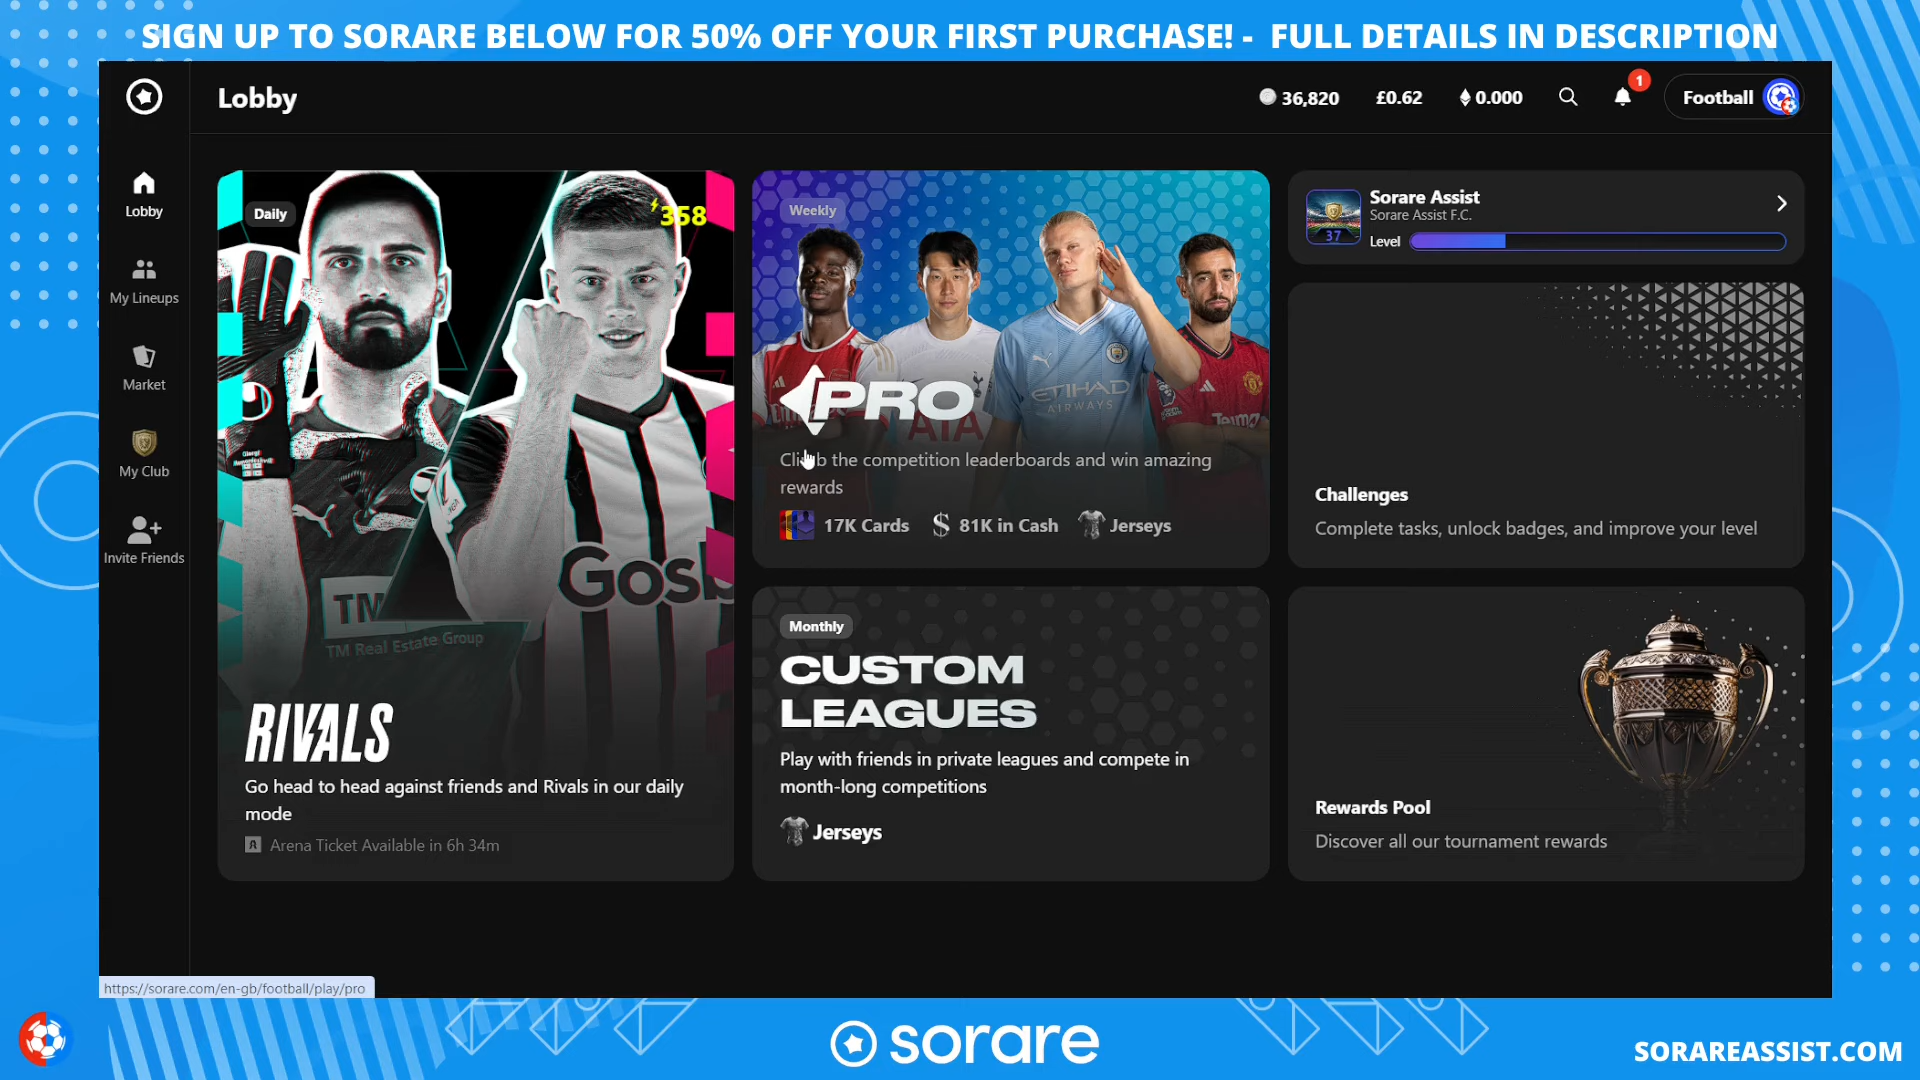 SIGN UP TO SORARE BELOW FOR 50% OFF YOUR FIRST PURCHASE! - FULL DETAILS IN DESCRIPTION
Lobby
36,820
£0.62
0.000
1
Football
Lobby
My Lineups
Market
My Club
Invite Friends
Daily
358
TM
TM Real Estate Group
Gosb
RIVALS
Go head to head against friends and Rivals in our daily
mode
Arena Ticket Available in 6h 34m
Weekly
ETIHAD
AIRWAYS
AIA
PRO
Climb the competition leaderboards and win amazing
rewards
17K Cards
$ 81K in Cash
Jerseys
Monthly
CUSTOM
LEAGUES
Play with friends in private leagues and compete in
month-long competitions
Jerseys
Sorare Assist
Sorare Assist F.C.
37
Level
Challenges
Complete tasks, unlock badges, and improve your level
Rewards Pool
Discover all our tournament rewards
https://sorare.com/en-gb/football/play/pro
sorare
SORAREASSIST.COM